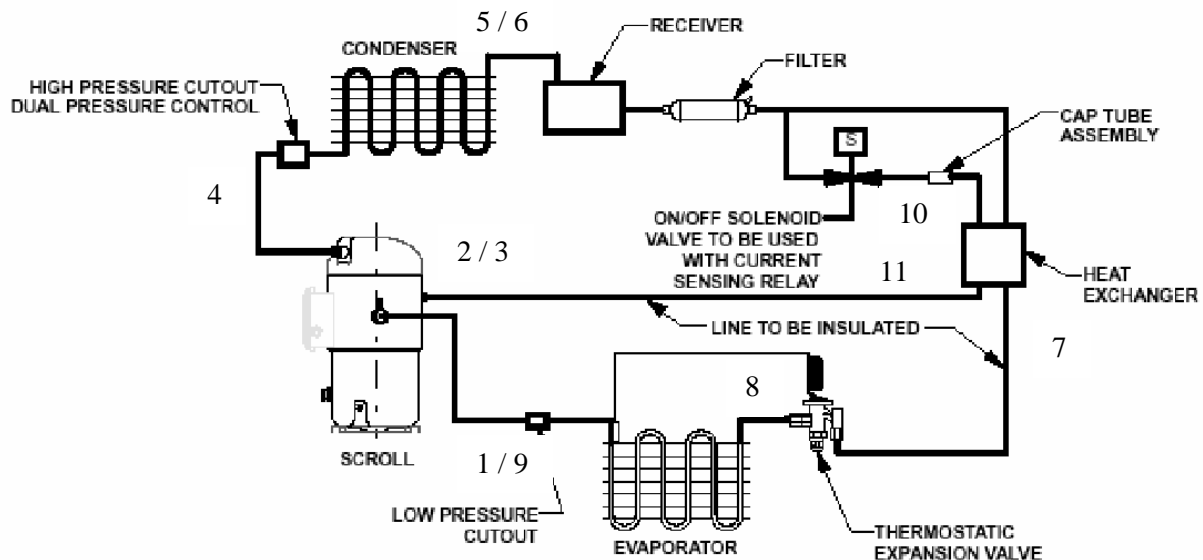 5 / 6
RECEIVER
CONDENSER
FILTER
HIGH PRESSURE CUTOUT
DUAL PRESSURE CONTROL
CAP TUBE
ASSEMBLY
S
4
10
ON/OFF SOLENOID
VALVE TO BE USED
WITH CURRENT
SENSING RELAY
2 / 3
11
HEAT
EXCHANGER
LINE TO BE INSULATED
7
8
SCROLL
1 / 9
LOW PRESSURE
CUTOUT
EVAPORATOR
THERMOSTATIC
EXPANSION VALVE